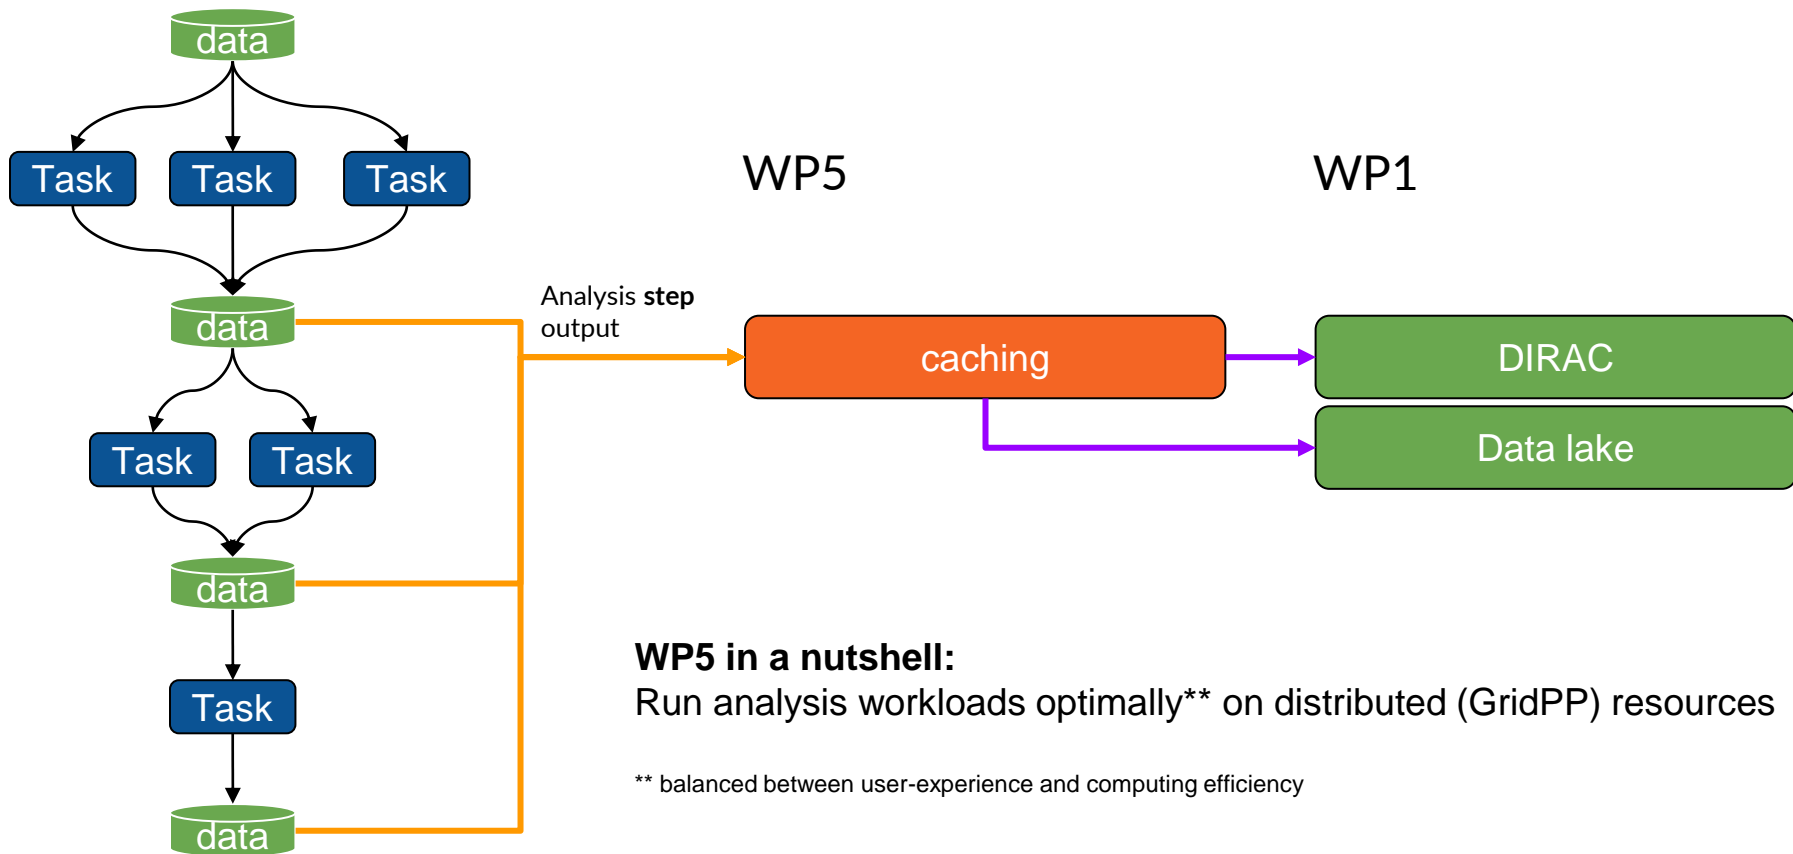 data
Task
Task
Task
WP5
WP1
data
Analysis step
output
caching
DIRAC
Data lake
Task
Task
data
WP5 in a nutshell:
Run analysis workloads optimally** on distributed (GridPP) resources
Task
** balanced between user-experience and computing efficiency
data